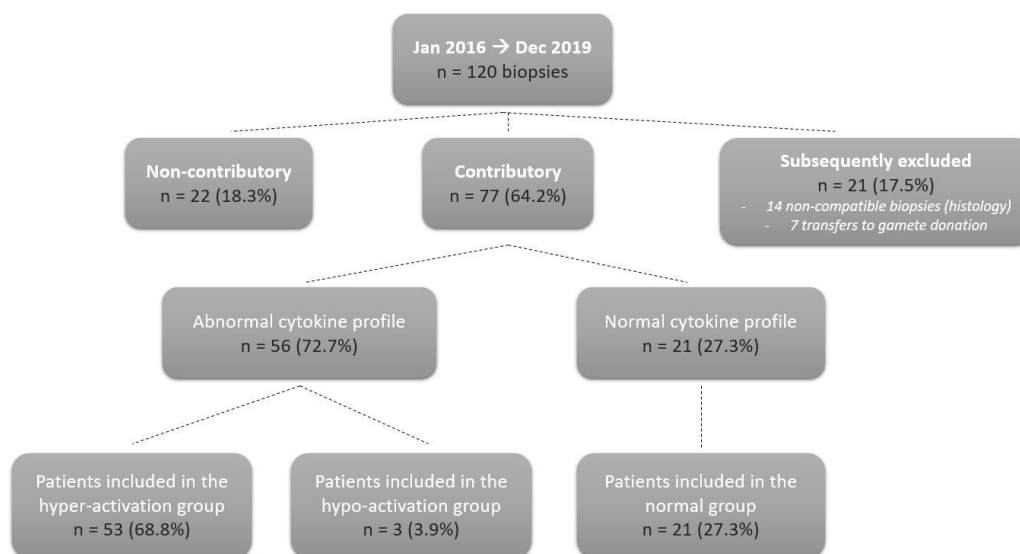 Jan 2016 → Dec 2019
n = 120 biopsies
Non-contributory
n = 22 (18.3%)
Contributory
n = 77 (64.2%)
Subsequently excluded
n = 21 (17.5%)
- 14 non-compatible biopsies (histology)
- 7 transfers to gamete donation
Abnormal cytokine profile
n = 56 (72.7%)
Normal cytokine profile
n = 21 (27.3%)
Patients included in the
hyper-activation group
n = 53 (68.8%)
Patients included in the
hypo-activation group
n = 3 (3.9%)
Patients included in the
normal group
n = 21 (27.3%)